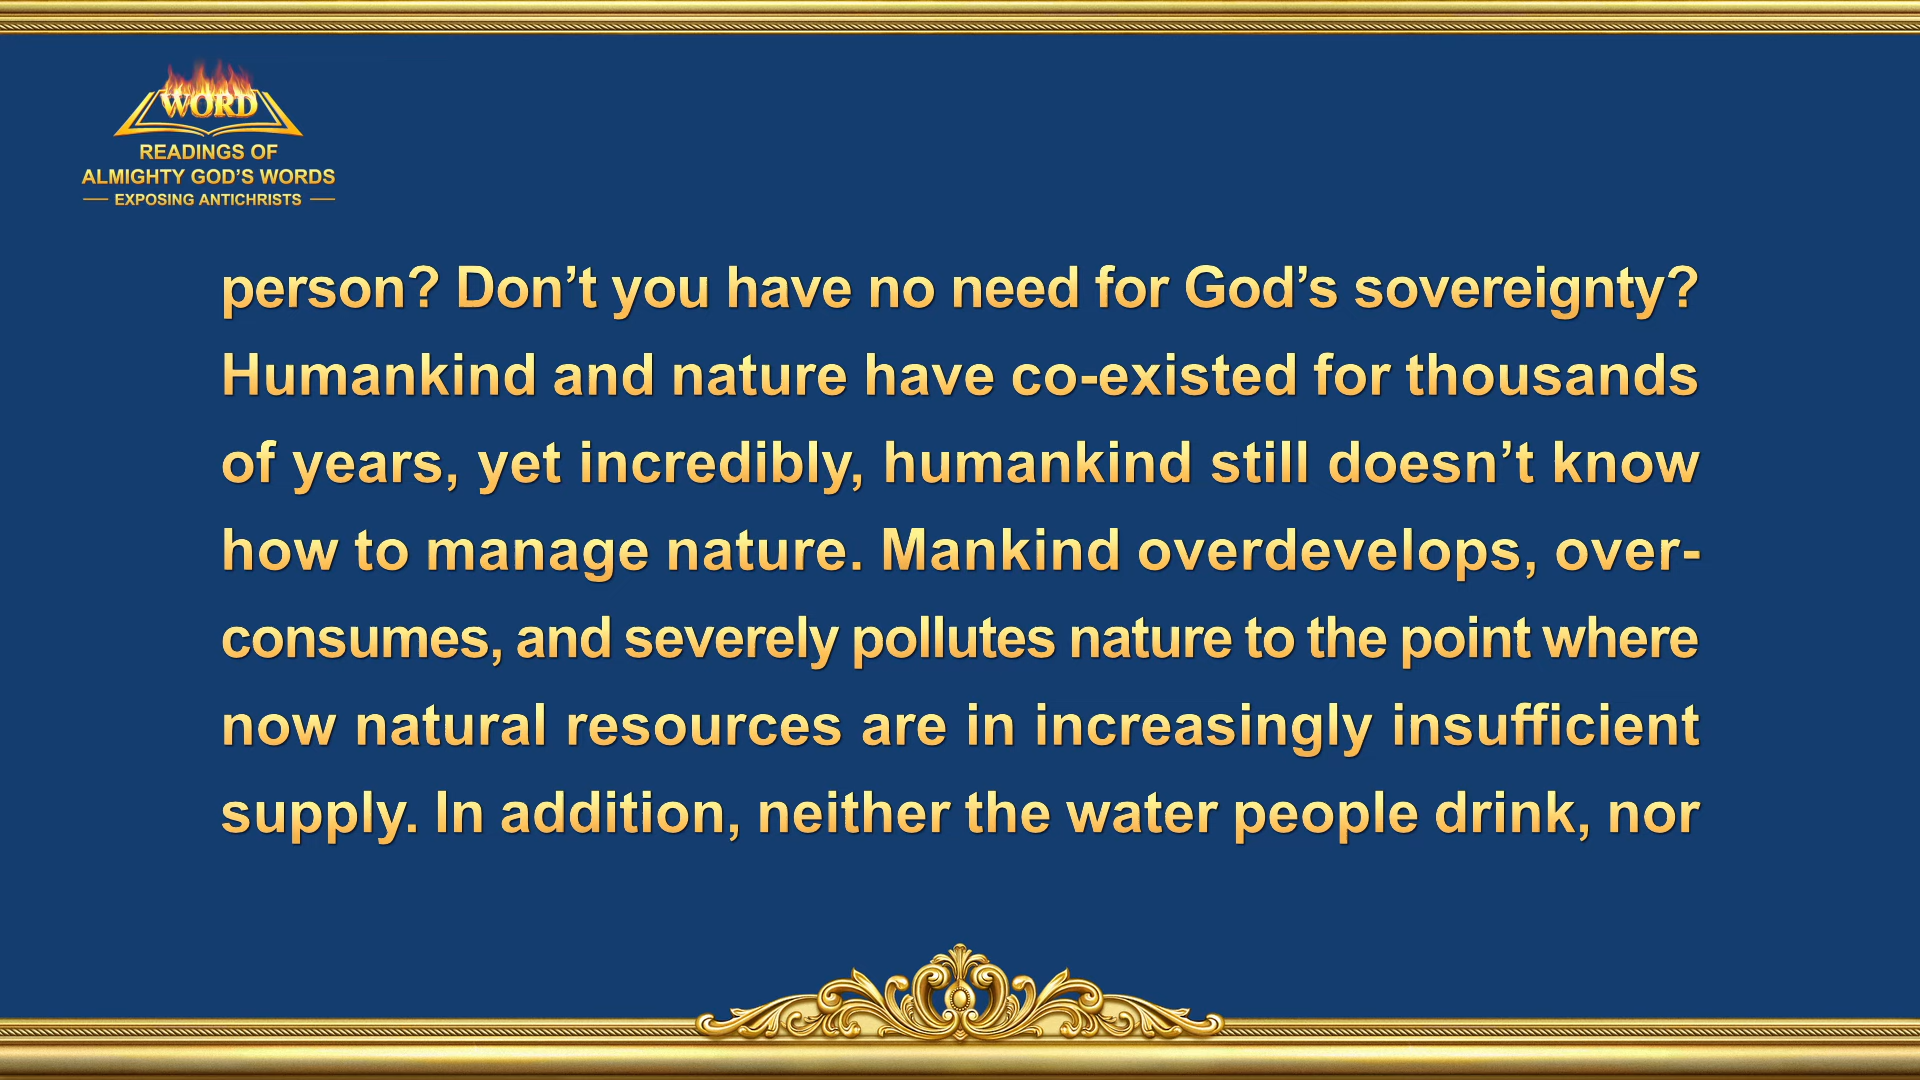 WORD
READINGS OF
ALMIGHTY GOD’S WORDS
EXPOSING ANTICHRISTS
person? Don’t you have no need for God’s sovereignty?
Humankind and nature have co-existed for thousands
of years, yet incredibly, humankind still doesn’t know
how to manage nature. Mankind overdevelops, over-
consumes, and severely pollutes nature to the point where
now natural resources are in increasingly insufficient
supply. In addition, neither the water people drink, nor